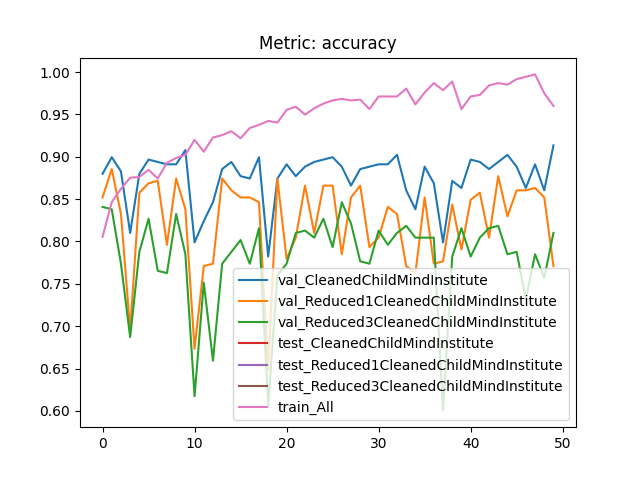 Metric: accuracy
1.00
0.95
0.90
0.85
0.80
0.75
0.70
0.65
0.60
val_CleanedChildMindInstitute
val_Reduced1CleanedChildMindInstitute
val_Reduced3CleanedChildMindInstitute
test_CleanedChildMindInstitute
test_Reduced1CleanedChildMindInstitute
test_Reduced3CleanedChildMindInstitute
train_All
0 10 20 30 40 50